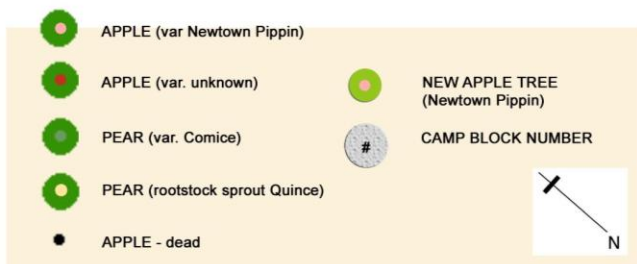 APPLE (var Newtown Pippin)
APPLE (var. unknown)
PEAR (var. Comice)
PEAR (rootstock sprout Quince)
APPLE - dead
NEW APPLE TREE
(Newtown Pippin)
#
CAMP BLOCK NUMBER
N